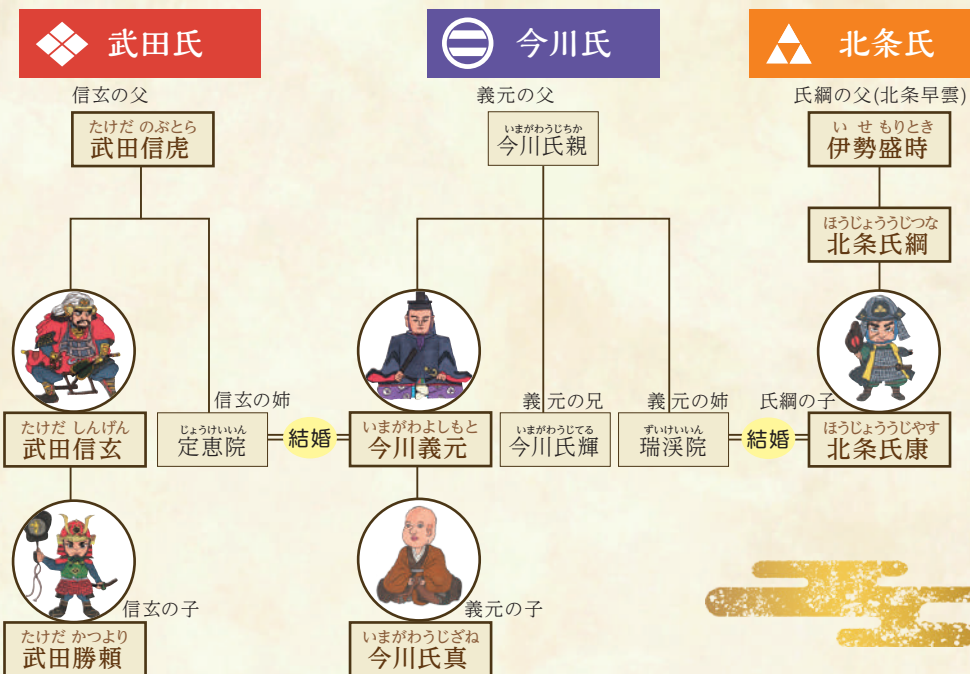 武田氏
今川氏
北条氏
信玄の父
義元の父
氏綱の父(北条早雲)
たけだ のぶとら
武田信虎
いまがわうじちか
今川氏親
い せ もりとき
伊勢盛時
ほうじょううじつな
北条氏綱
信玄の姉
義元の兄
義元の姉
氏綱の子
たけだ しんげん
武田信玄
じょうけいいん
定恵院
結婚
いまがわよしもと
今川義元
いまがわうじてる
今川氏輝
ずいけいいん
瑞渓院
結婚
ほうじょううじやす
北条氏康
信玄の子
義元の子
たけだ かつより
武田勝頼
いまがわうじざね
今川氏真